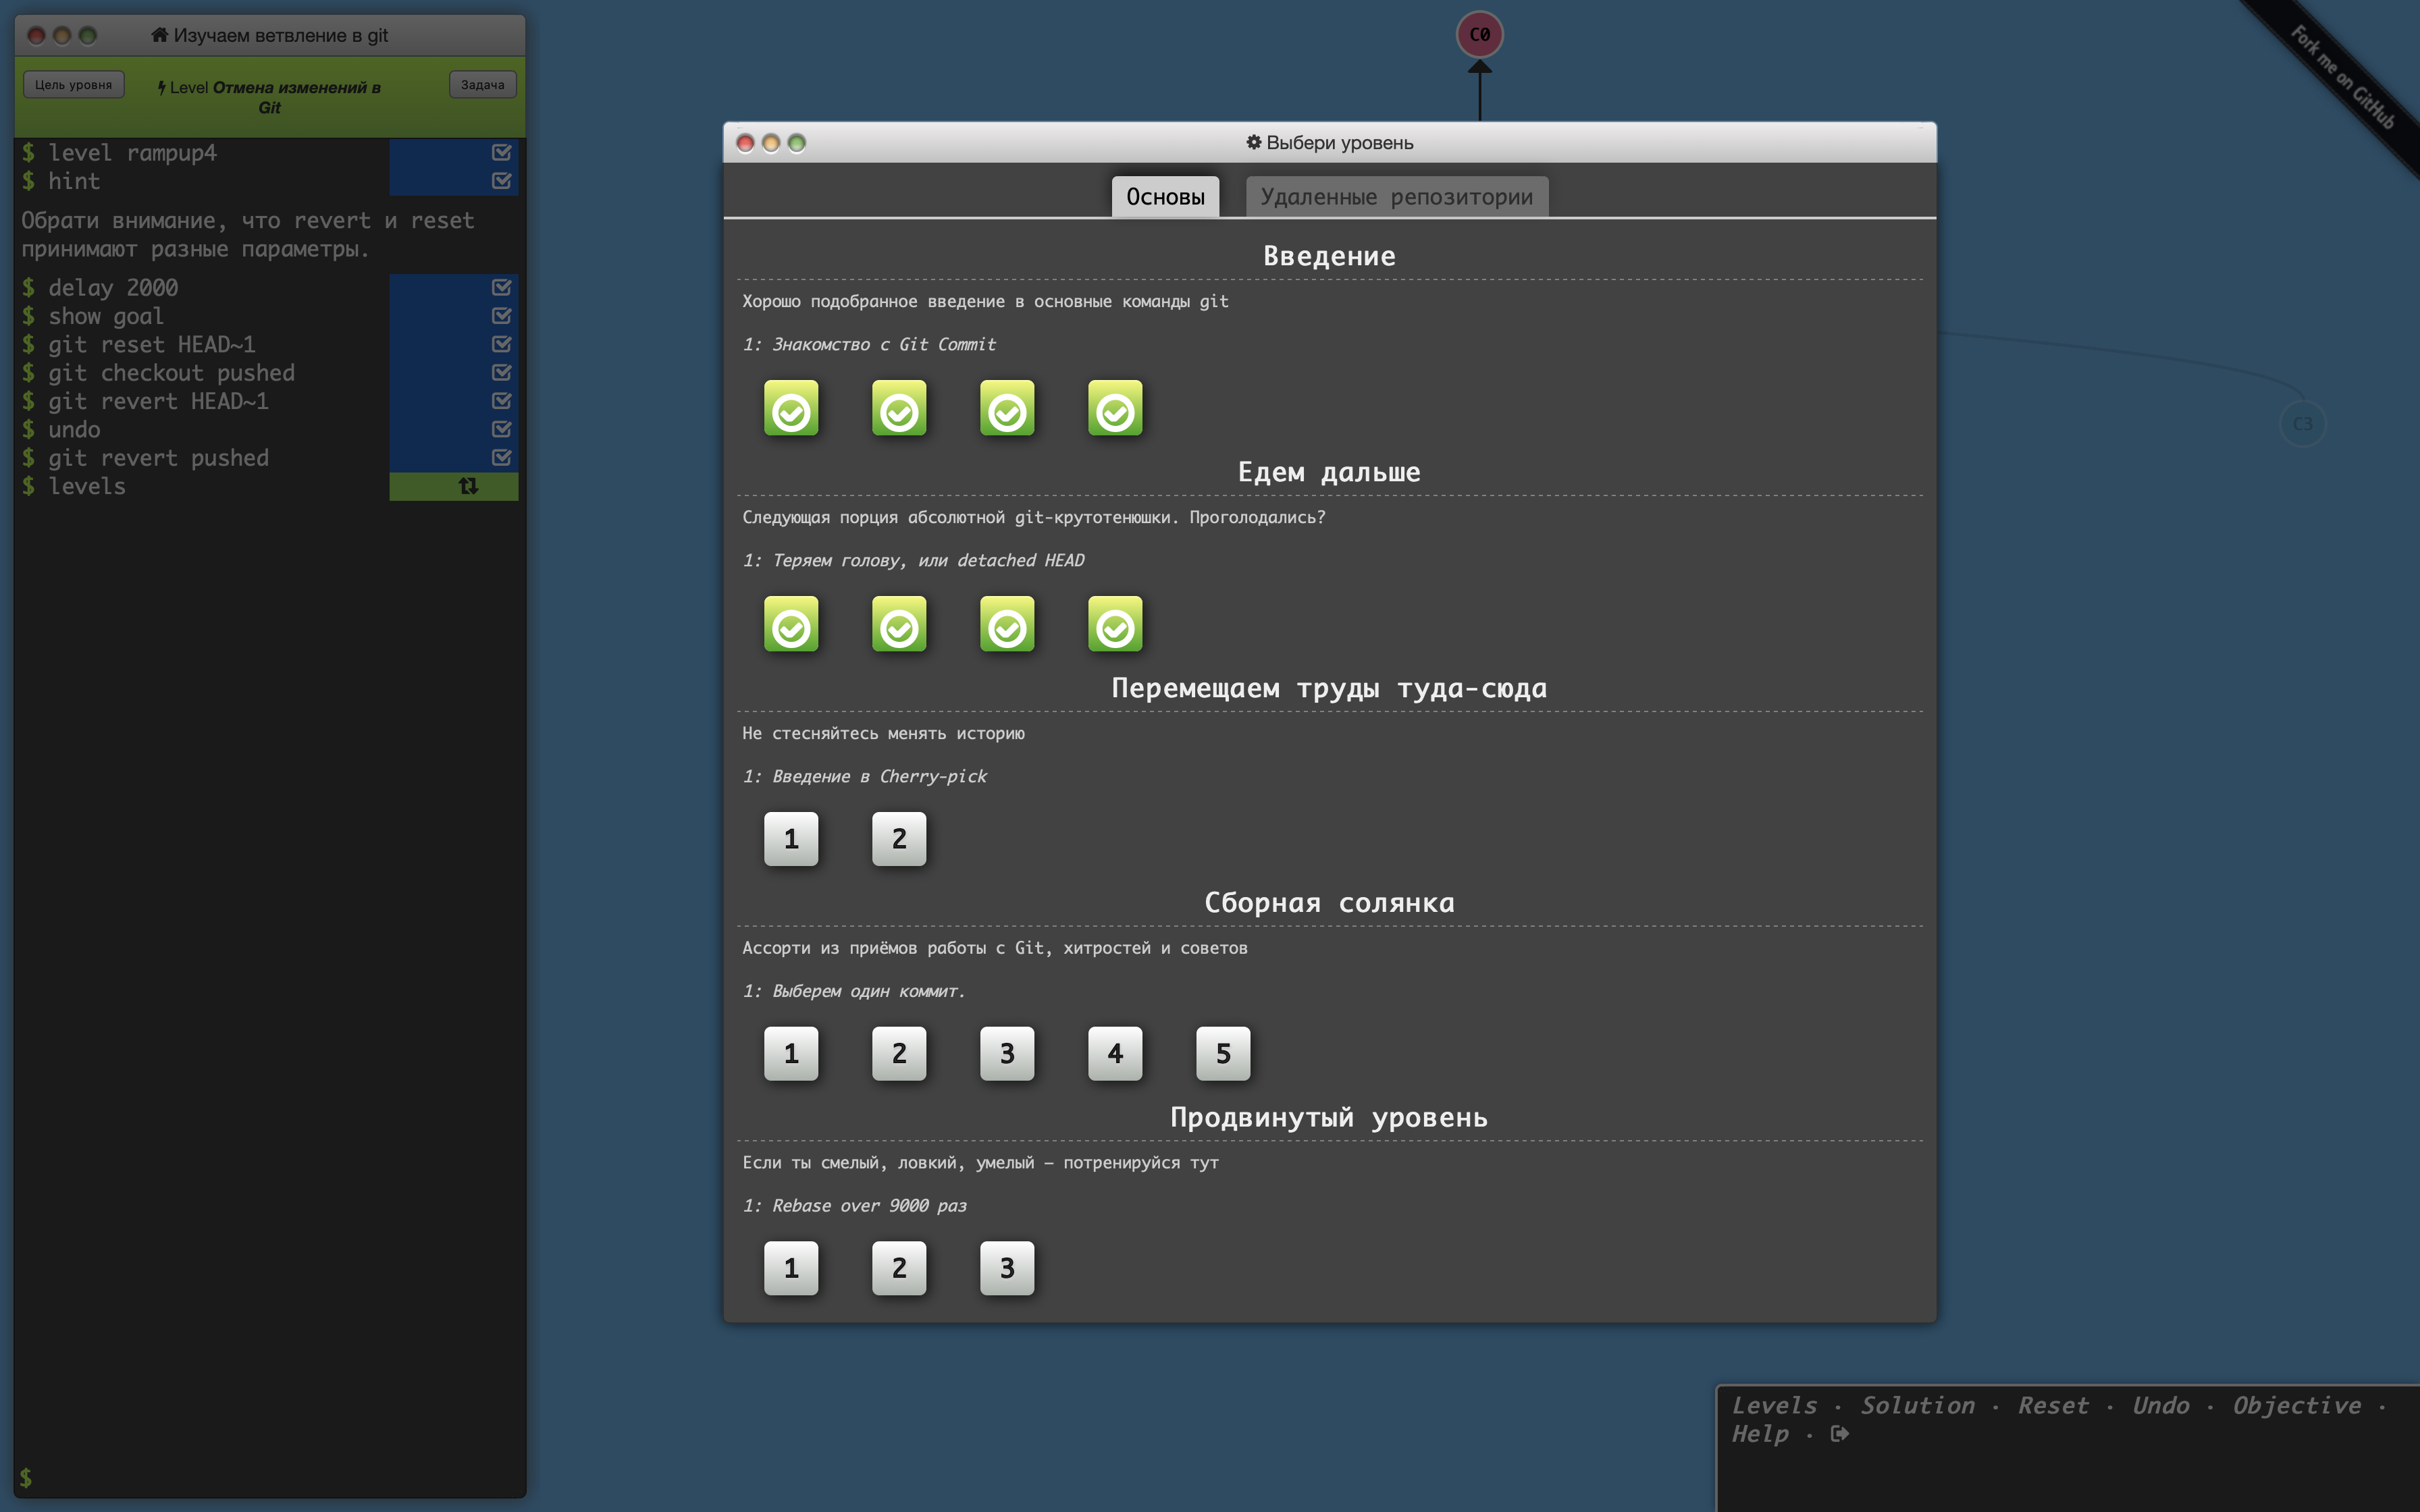 Изучаем ветвление в git
Цель уровня
Level Отмена изменений в
Git
Задача
$ level rampup4
$ hint
Обрати внимание, что revert и reset
принимают разные параметры.
$ delay 2000
$ show goal
$ git reset HEAD~1
$ git checkout pushed
$ git revert HEAD~1
$ undo
$ git revert pushed
$ levels
$
C0
Fork me on GitHub
C3
Выбери уровень
Основы
Удаленные репозитории
Введение
Хорошо подобранное введение в основные команды git
1: Знакомство с Git Commit
Едем дальше
Следующая порция абсолютной git-крутотенюшки. Проголодались?
1: Теряем голову, или detached HEAD
Перемещаем труды туда-сюда
Не стесняйтесь менять историю
1: Введение в Cherry-pick
1 2
Сборная солянка
Ассорти из приёмов работы с Git, хитростей и советов
1: Выберем один коммит.
1 2 3 4 5
Продвинутый уровень
Если ты смелый, ловкий, умелый — потренируйся тут
1: Rebase over 9000 раз
1 2 3
Levels · Solution · Reset · Undo · Objective ·
Help ·